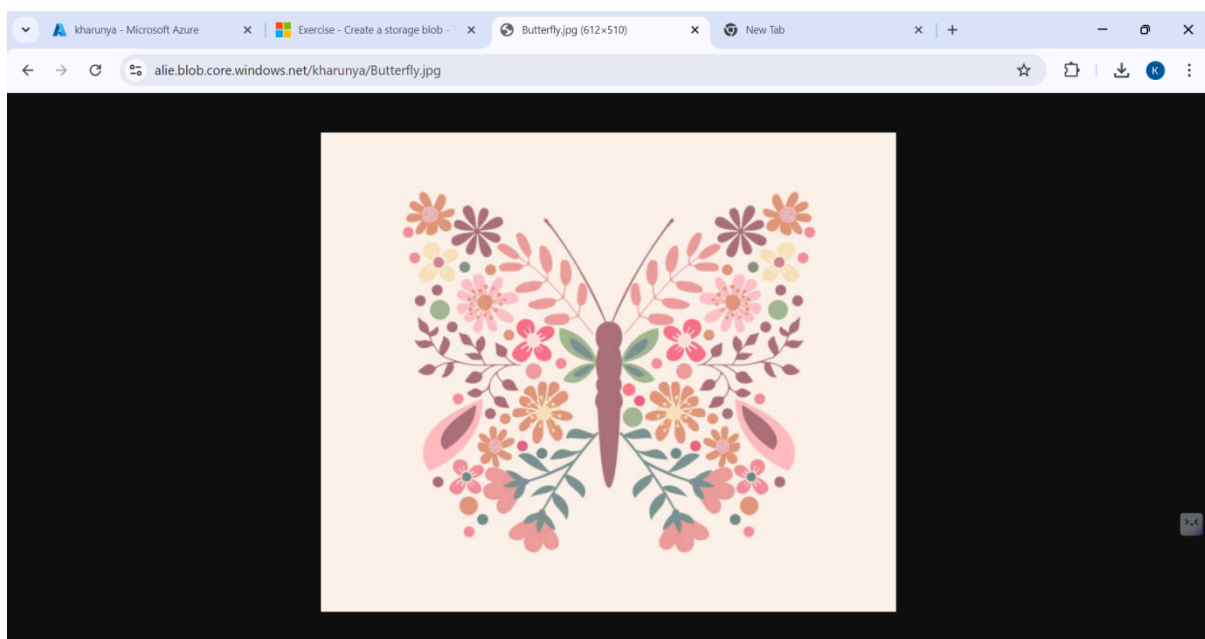 kharunya - Microsoft Azure
Exercise - Create a storage blob -
Butterfly.jpg (612×510)
New Tab
alie.blob.core.windows.net/kharunya/Butterfly.jpg
K